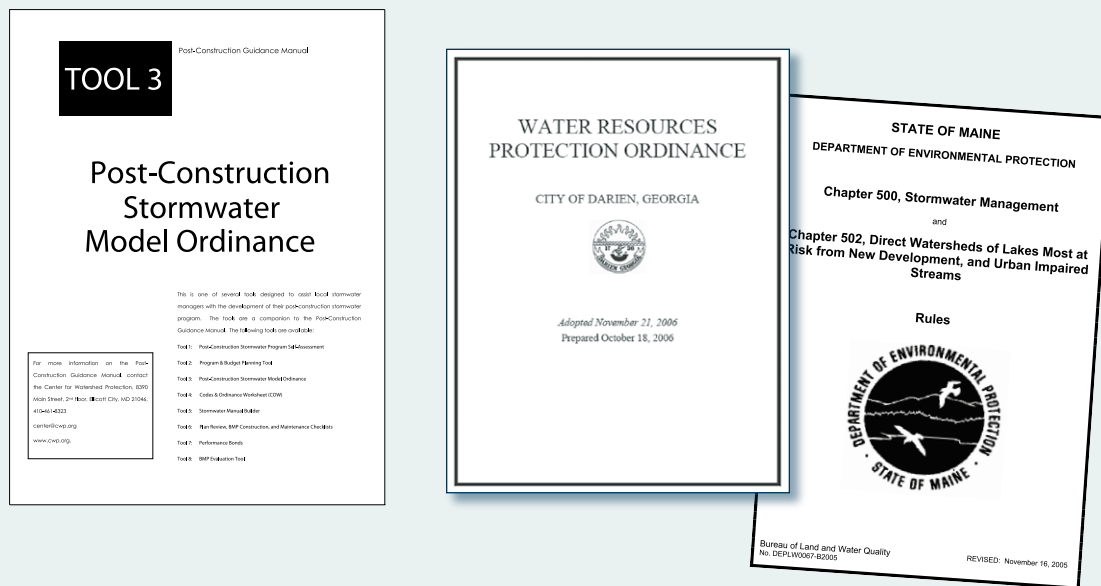 TOOL 3
Post-Construction Guidance Manual
Post-Construction
Stormwater
Model Ordinance
This is one of several tools designed to assist local stormwater
managers with the development of their post-construction stormwater
program. The tools are a companion to the Post-Construction
Guidance Manual. The following tools are available:
Tool 1: Post-Construction Stormwater Program Self-Assessment
Tool 2: Program & Budget Planning Tool
Tool 3: Post-Construction Stormwater Model Ordinance
Tool 4: Codes & Ordinance Worksheet (COW)
Tool 5: Stormwater Manual Builder
Tool 6: Plan Review, BMP Construction, and Maintenance Checklists
Tool 7: Performance Bonds
Tool 8: BMP Evaluation Tool
For more information on the Post-
Construction Guidance Manual, contact
the Center for Watershed Protection, 8390
Main Street, 2nd floor, Ellicott City, MD 21046.
410-461-8323
center@cwp.org
www.cwp.org.
WATER RESOURCES
PROTECTION ORDINANCE
CITY OF DARIEN, GEORGIA
17 36
DARIEN GEORGIA
Adopted November 21, 2006
Prepared October 18, 2006
STATE OF MAINE
DEPARTMENT OF ENVIRONMENTAL PROTECTION
Chapter 500, Stormwater Management
and
Chapter 502, Direct Watersheds of Lakes Most at
Risk from New Development, and Urban Impaired
Streams
Rules
DEPARTMENT OF ENVIRONMENTAL PROTECTION
STATE OF MAINE
Bureau of Land and Water Quality
No. DEPLW0067-B2005
REVISED: November 16, 2005